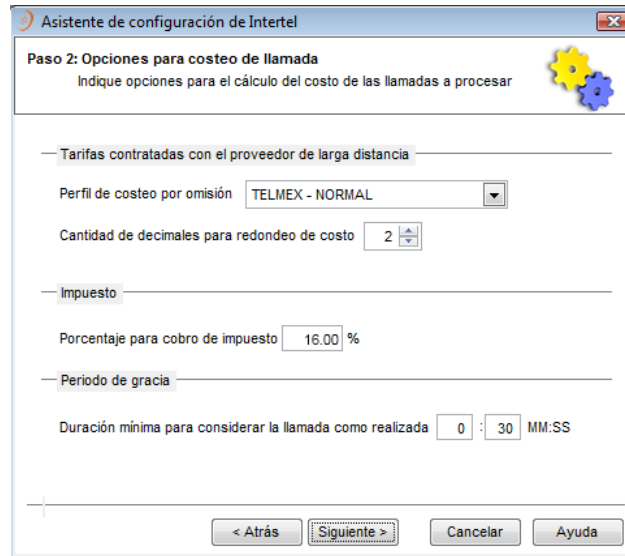 Asistente de configuración de Intertel
Paso 2: Opciones para costeo de llamada
Indique opciones para el cálculo del costo de las llamadas a procesar
Tarifas contratadas con el proveedor de larga distancia
Perfil de costeo por omisión TELMEX - NORMAL
Cantidad de decimales para redondeo de costo 2
Impuesto
Porcentaje para cobro de impuesto 16.00 %
Periodo de gracia
Duración mínima para considerar la llamada como realizada 0 : 30 MM:SS
< Atrás Siguiente > Cancelar Ayuda